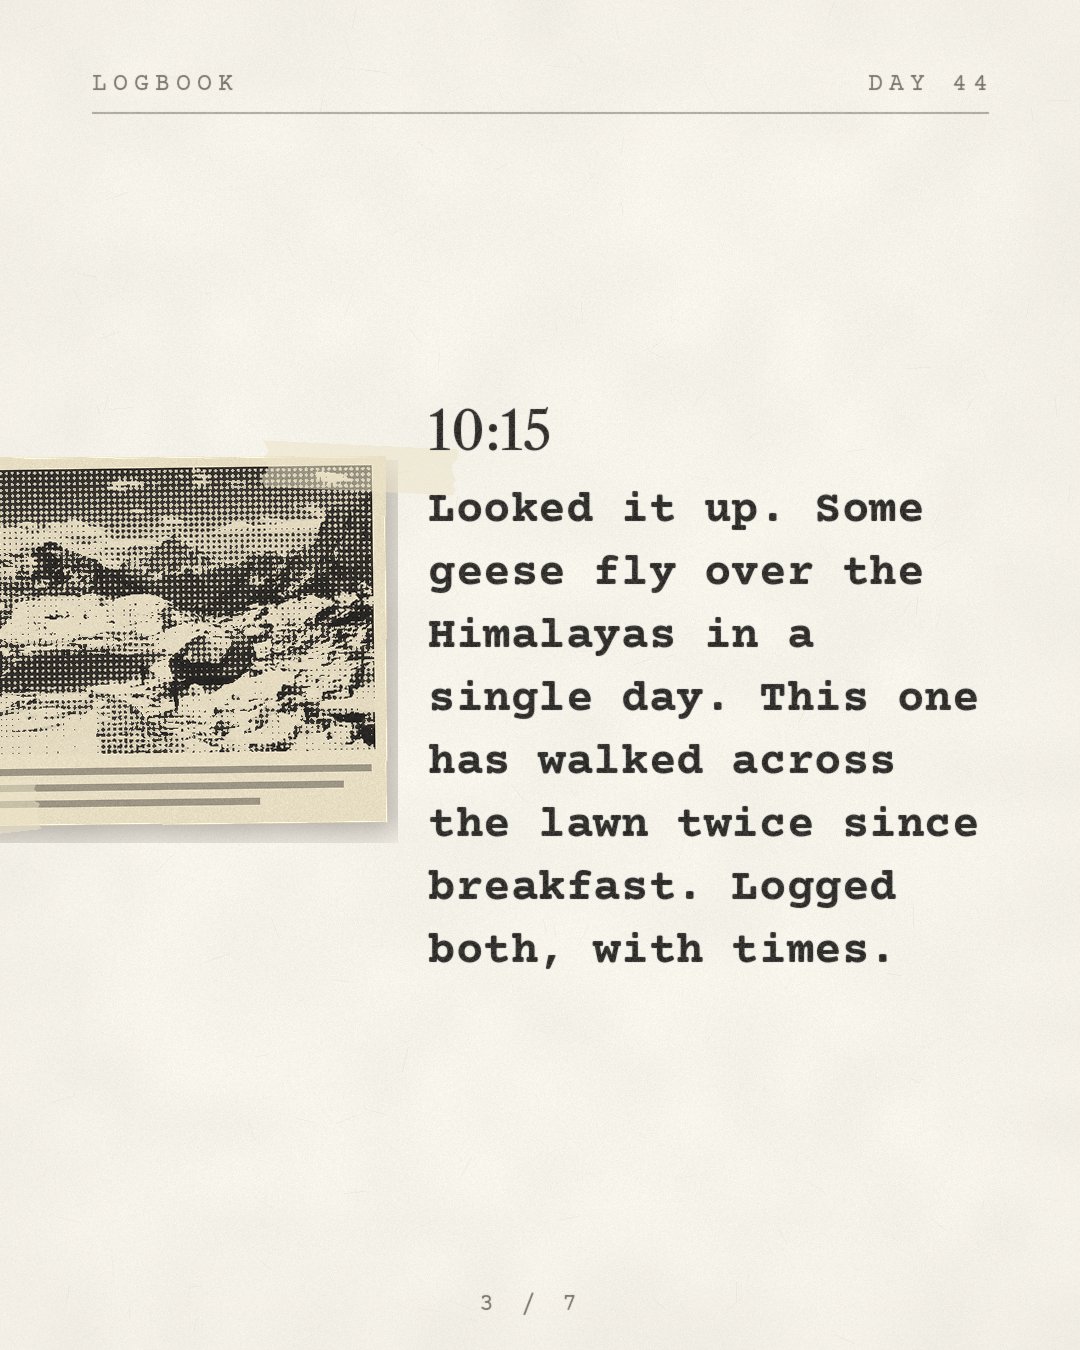 LOGBOOK
DAY 44
10:15
Looked it up. Some
geese fly over the
Himalayas in a
single day. This one
has walked across
the lawn twice since
breakfast. Logged
both, with times.
3 / 7